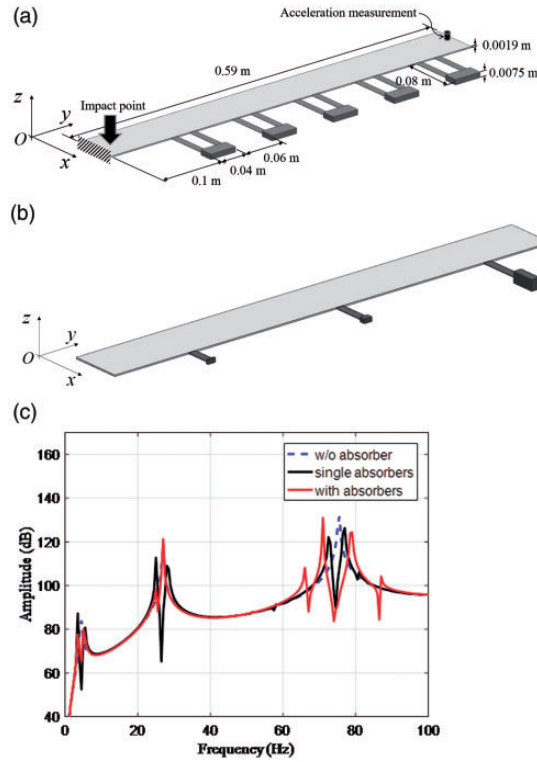 (a)
Acceleration measurement
0.59 m
0.0019 m
0.0075 m
0.08 m
z
y
O
x
Impact point
0.06 m
0.04 m
0.1 m
(b)
z
y
O
x
(c)
160
140
120
100
80
60
40
Amplitude (dB)
w/o absorber
single absorbers
with absorbers
0 20 40 60 80 100
Frequency (Hz)